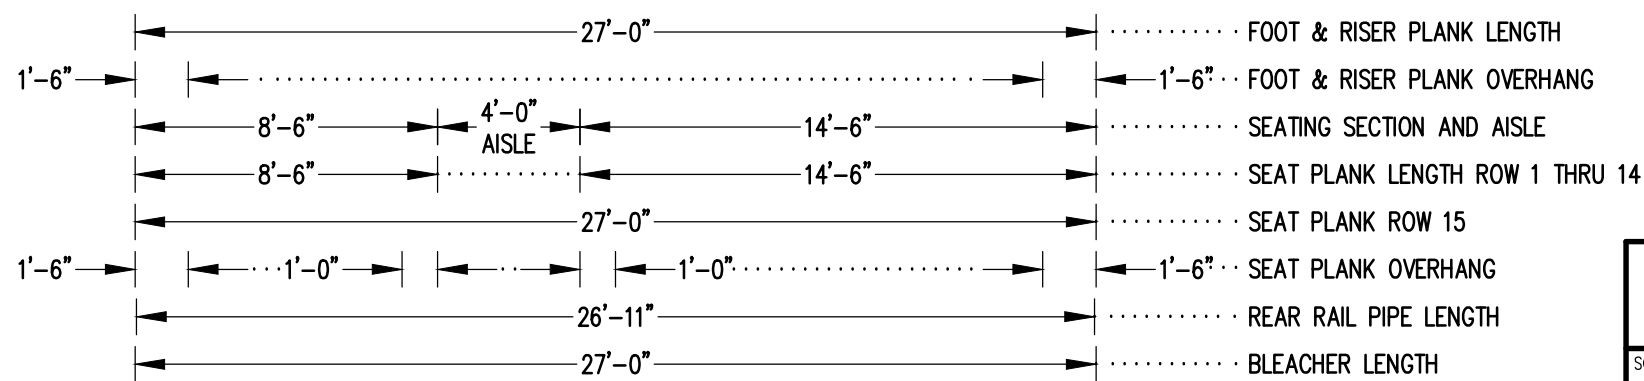 27'-0" FOOT & RISER PLANK LENGTH
1'-6" 1'-6" FOOT & RISER PLANK OVERHANG
8'-6" 4'-0" 14'-6" SEATING SECTION AND AISLE
AISLE
8'-6" 14'-6" SEAT PLANK LENGTH ROW 1 THRU 14
27'-0" SEAT PLANK ROW 15
1'-6" 1'-0" 1'-0" 1'-6" SEAT PLANK OVERHANG
26'-11" REAR RAIL PIPE LENGTH
27'-0" BLEACHER LENGTH